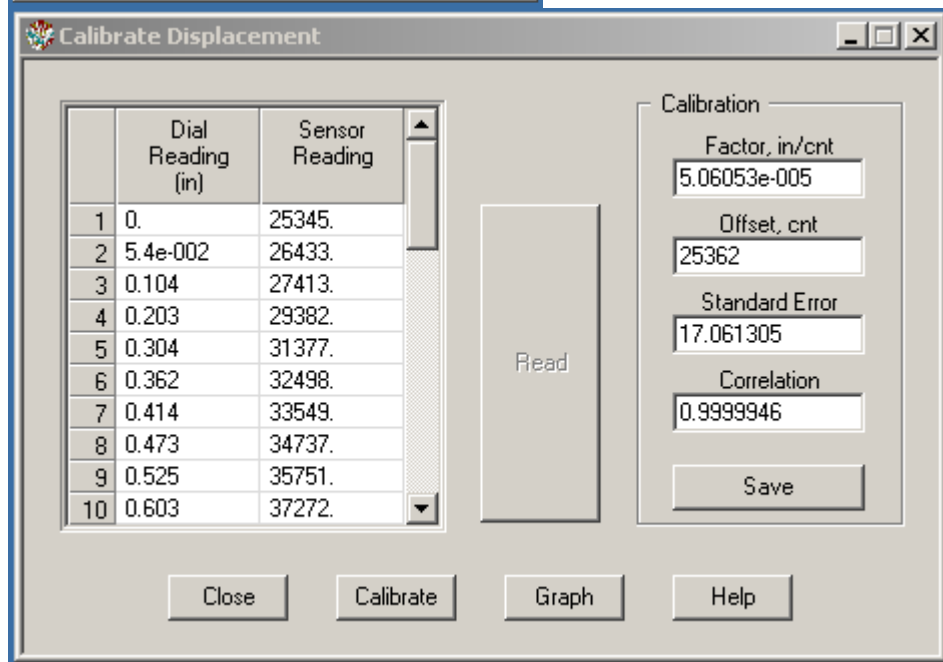 Calibrate Displacement
Dial Reading (in) Sensor Reading
1 0. 25345.
2 5.4e-002 26433.
3 0.104 27413.
4 0.203 29382.
5 0.304 31377.
6 0.362 32498.
7 0.414 33549.
8 0.473 34737.
9 0.525 35751.
10 0.603 37272.
Read
Calibration
Factor, in/cnt
5.06053e-005
Offset, cnt
25362
Standard Error
17.061305
Correlation
0.9999946
Save
Close Calibrate Graph Help